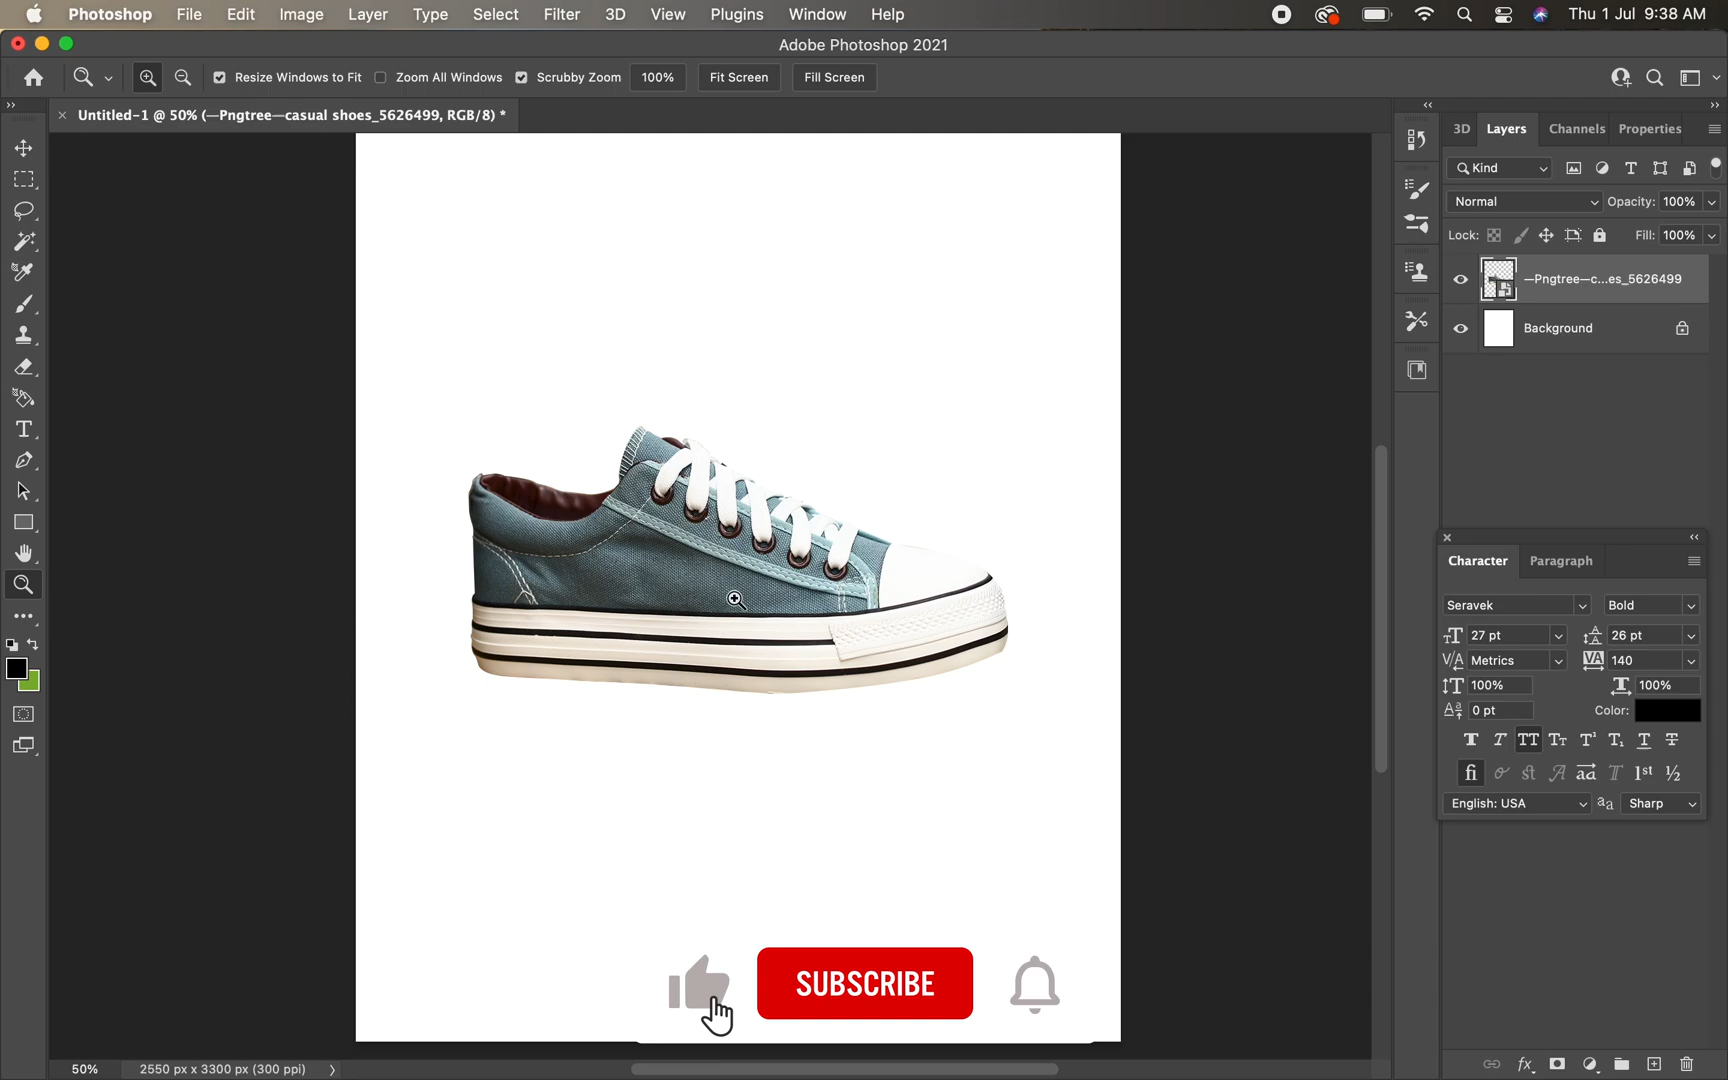 Photoshop File Edit Image Layer Type Select Filter 3D View Plugins Window Help Thu 1 Jul 9:38 AM
Adobe Photoshop 2021
Resize Windows to Fit Zoom All Windows Scrubby Zoom 100% Fit Screen Fill Screen
Untitled-1 @ 50% (—Pngtree—casual shoes_5626499, RGB/8) *
3D Layers Channels Properties
Kind
Normal Opacity: 100%
Lock: Fill: 100%
—Pngtree—c...es_5626499
Background
Character Paragraph
Seravek Bold
27 pt 26 pt
Metrics 140
100% 100%
0 pt Color:
English: USA Sharp
SUBSCRIBE
50% 2550 px x 3300 px (300 ppi)